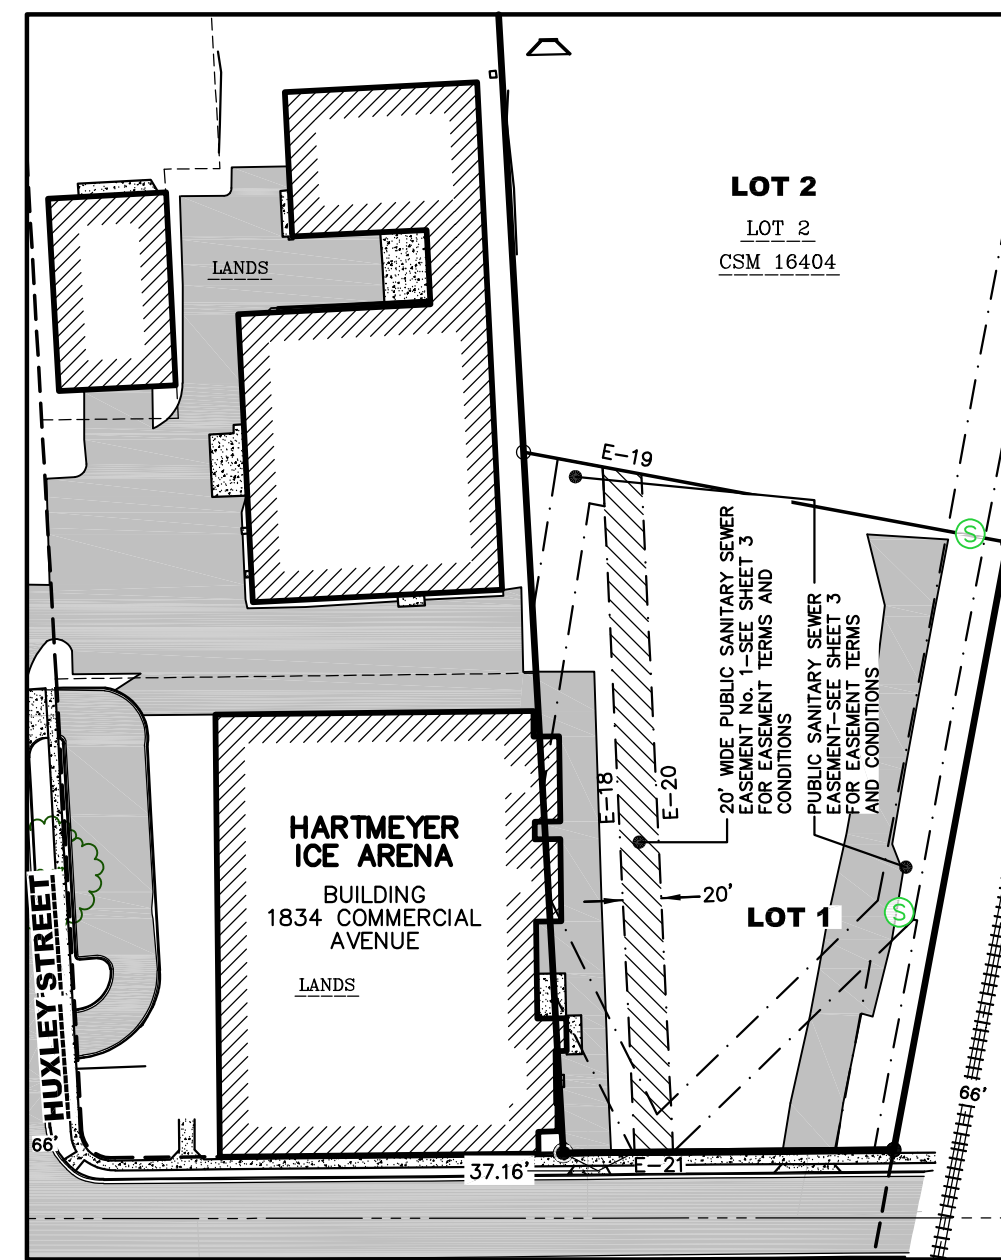 LOT 2
LOT 2
CSM 16404
LANDS
E-19
20' WIDE PUBLIC SANITARY SEWER
EASEMENT No. 1-SEE SHEET 3
FOR EASEMENT TERMS AND
CONDITIONS
PUBLIC SANITARY SEWER
EASEMENT-SEE SHEET 3
FOR EASEMENT TERMS
AND CONDITIONS
S
E-18
E-20
HARTMEYER
ICE ARENA
BUILDING
1834 COMMERCIAL
AVENUE
LANDS
20'
LOT 1
S
HUXLEY STREET
66'
66'
37.16'
E-21